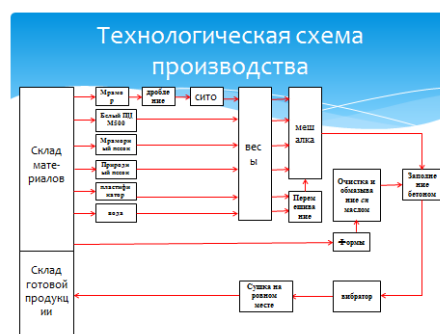 Технологическая схема
производства
Мрамо
р
дробле
ние
сито
Белый ПЦ
М500
Мраморн
ый песок
Природн
ый песок
пластифи
катор
вода
Склад
мате-
риалов
вес
ы
меш
алка
Перем
ешива
ние
Очистка и
обмазыва
ние см
маслом
Заполне
ние
бетоном
Формы
Склад
готовой
продукц
ии
Сушка на
ровном
месте
вибратор